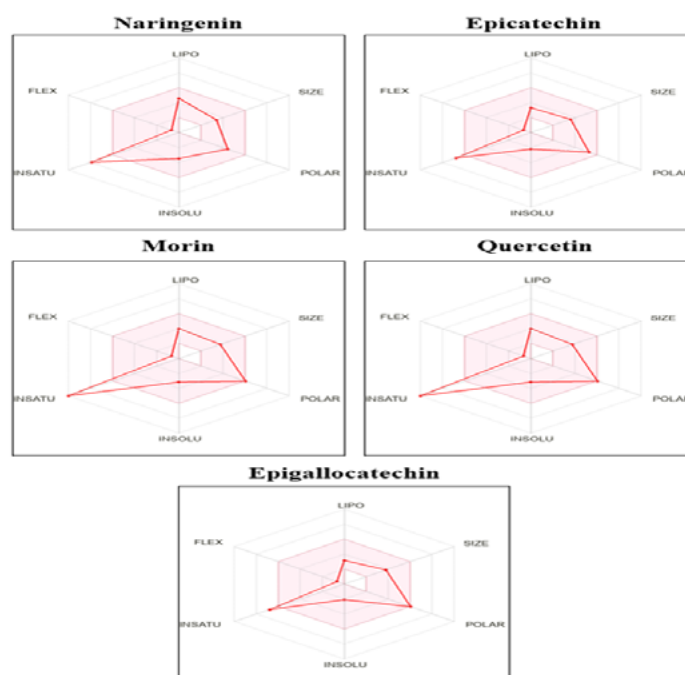 Naringenin
LIPO
FLEX
SIZE
INSATU
POLAR
INSOLU
Epicatechin
LIPO
FLEX
SIZE
INSATU
POLAR
INSOLU
Morin
LIPO
FLEX
SIZE
INSATU
POLAR
INSOLU
Quercetin
LIPO
FLEX
SIZE
INSATU
POLAR
INSOLU
Epigallocatechin
LIPO
FLEX
SIZE
INSATU
POLAR
INSOLU